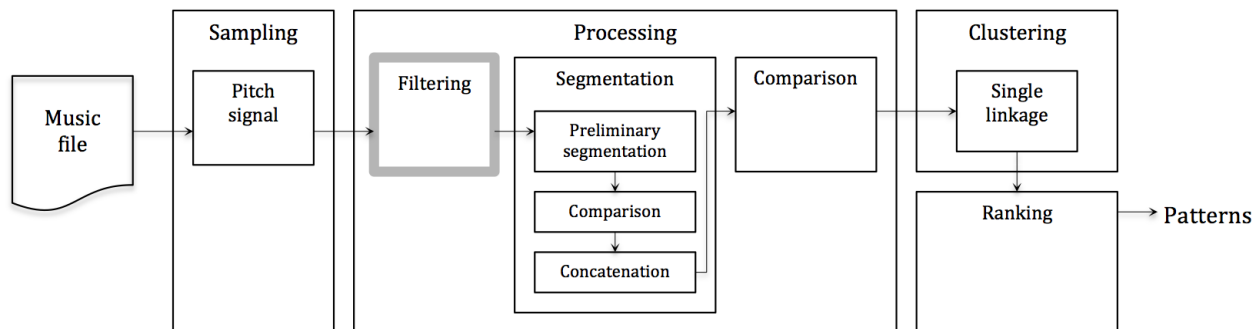 Music
file
Sampling
Pitch
signal
Processing
Filtering
Segmentation
Preliminary
segmentation
Comparison
Concatenation
Comparison
Clustering
Single
linkage
Ranking
Patterns